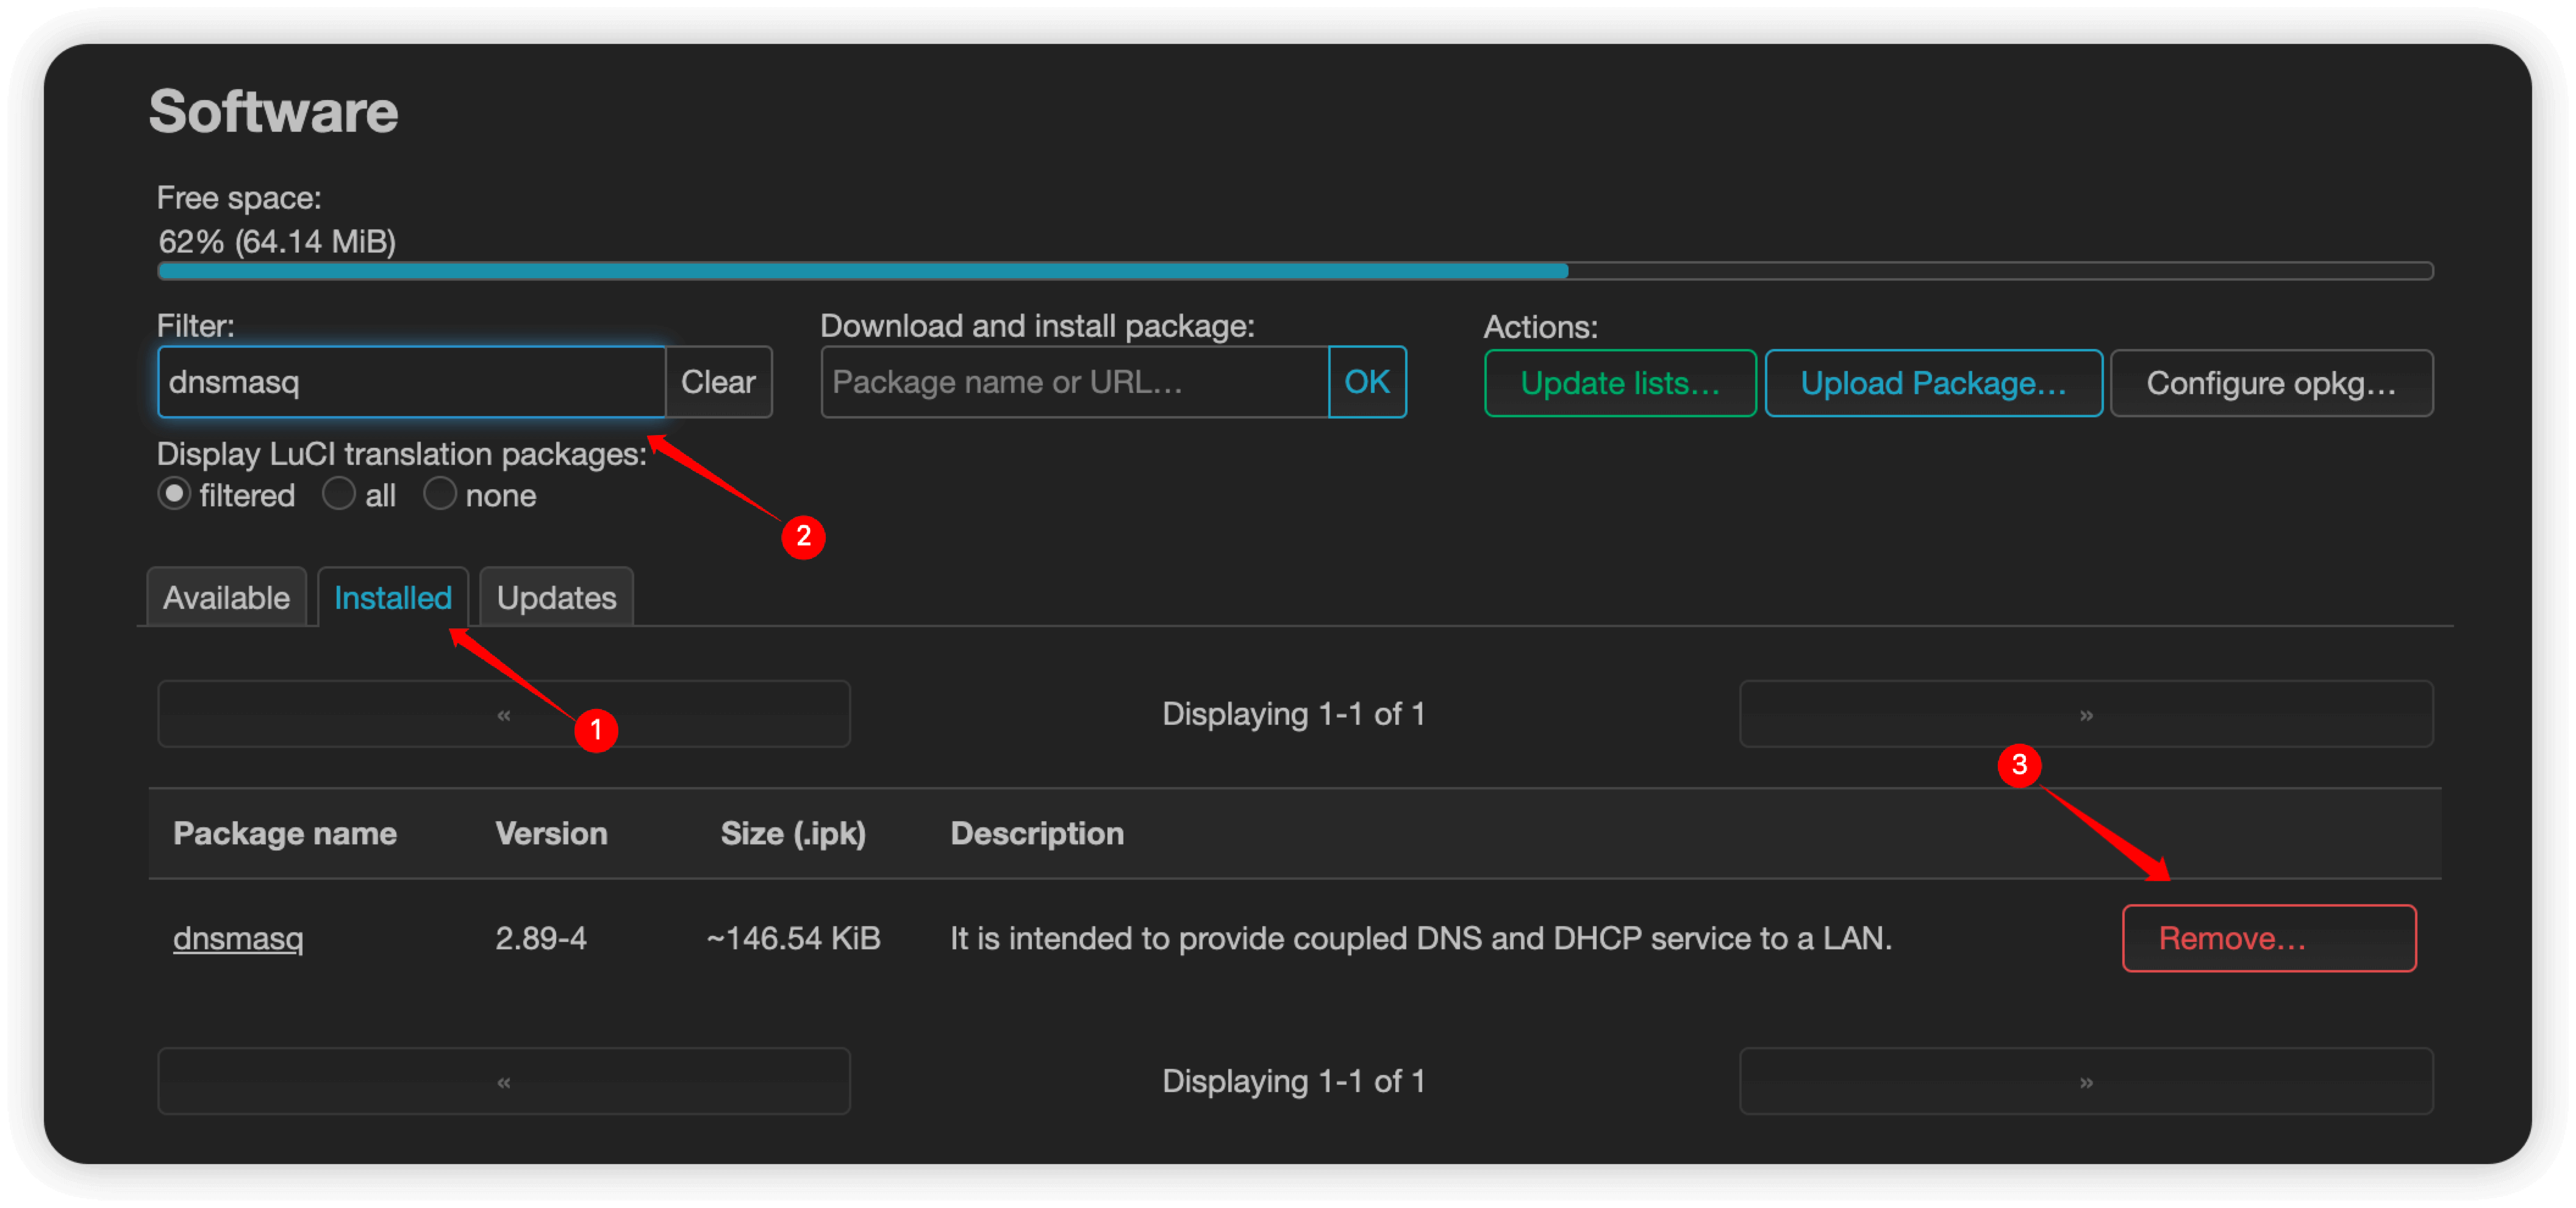 Software
Free space:
62% (64.14 MiB)
Filter:
Download and install package:
Actions:
dnsmasq
Clear
Package name or URL...
OK
Update lists...
Upload Package...
Configure opkg...
Display LuCI translation packages:
filtered
all
none
2
Available
Installed
Updates
1
«
Displaying 1-1 of 1
»
3
Package name
Version
Size (.ipk)
Description
dnsmasq
2.89-4
~146.54 KiB
It is intended to provide coupled DNS and DHCP service to a LAN.
Remove...
«
Displaying 1-1 of 1
»